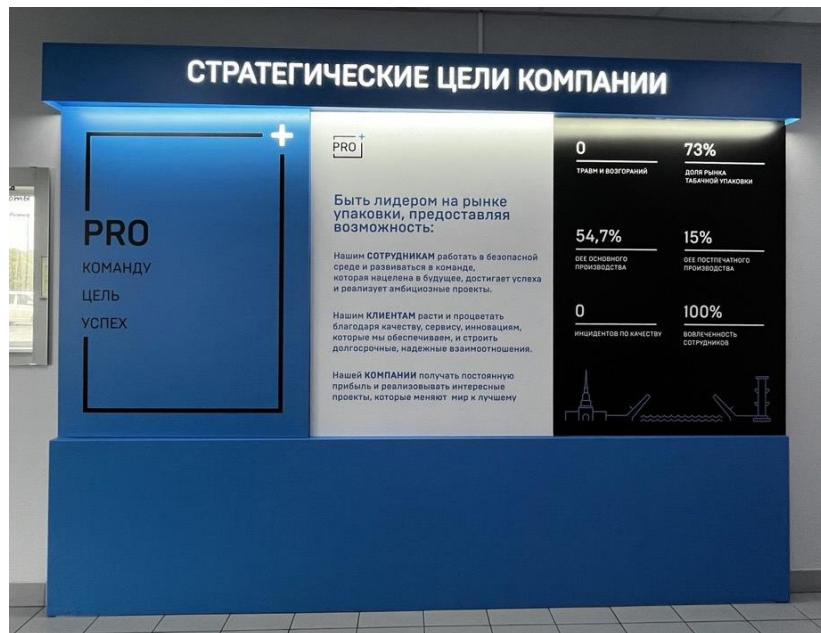 СТРАТЕГИЧЕСКИЕ ЦЕЛИ КОМПАНИИ
PRO
КОМАНДУ
ЦЕЛЬ
УСПЕХ
PRO
Быть лидером на рынке
упаковки, предоставляя
возможность:
Нашим СОТРУДНИКАМ работать в безопасной
среде и развиваться в команде,
которая нацелена в будущее, достигает успеха
и реализует амбициозные проекты.
Нашим КЛИЕНТАМ расти и процветать
благодаря качеству, сервису, инновациям,
которые мы обеспечиваем, и строить
долгосрочные, надежные взаимоотношения.
Нашей КОМПАНИИ получать постоянную
прибыль и реализовывать интересные
проекты, которые меняют мир к лучшему
0
ТРАВМ И ВОЗГОРАНИЙ
73%
ДОЛЯ РЫНКА
ТАБАЧНОЙ УПАКОВКИ
54,7%
OEE ОСНОВНОГО
ПРОИЗВОДСТВА
15%
OEE ПОСТПЕЧАТНОГО
ПРОИЗВОДСТВА
0
ИНЦИДЕНТОВ ПО КАЧЕСТВУ
100%
ВОВЛЕЧЕННОСТЬ
СОТРУДНИКОВ